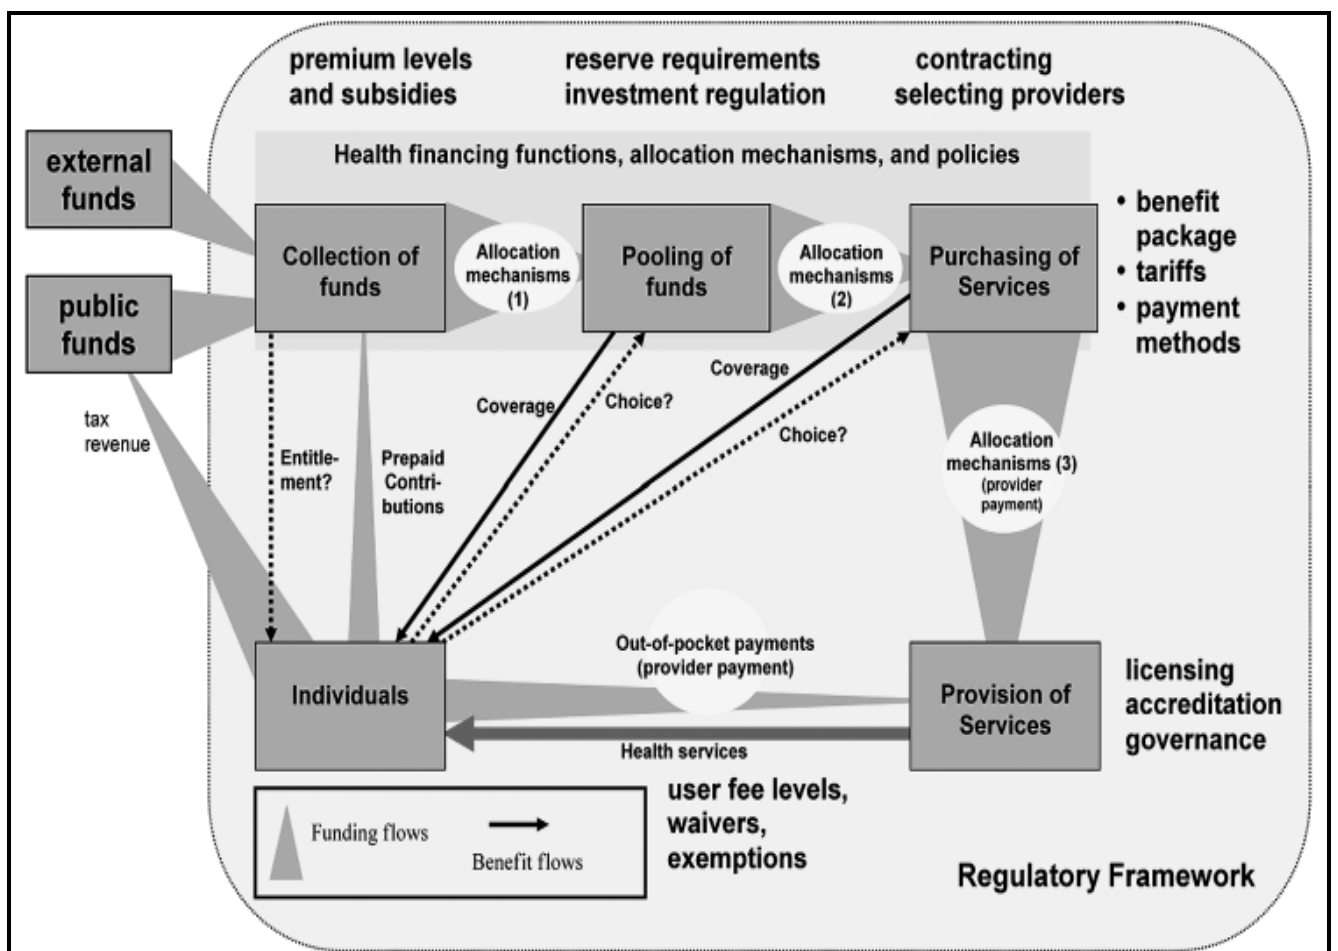 premium levels
and subsidies
reserve requirements
investment regulation
contracting
selecting providers
Health financing functions, allocation mechanisms, and policies
external
funds
public
funds
tax
revenue
Collection of
funds
Allocation
mechanisms
(1)
Pooling of
funds
Allocation
mechanisms
(2)
Purchasing of
Services
• benefit
package
• tariffs
• payment
methods
Entitle-
ment?
Prepaid
Contri-
butions
Coverage
Choice?
Coverage
Choice?
Allocation
mechanisms (3)
(provider
payment)
Individuals
Out-of-pocket payments
(provider payment)
Health services
Provision of
Services
licensing
accreditation
governance
user fee levels,
waivers,
exemptions
Funding flows
Benefit flows
Regulatory Framework